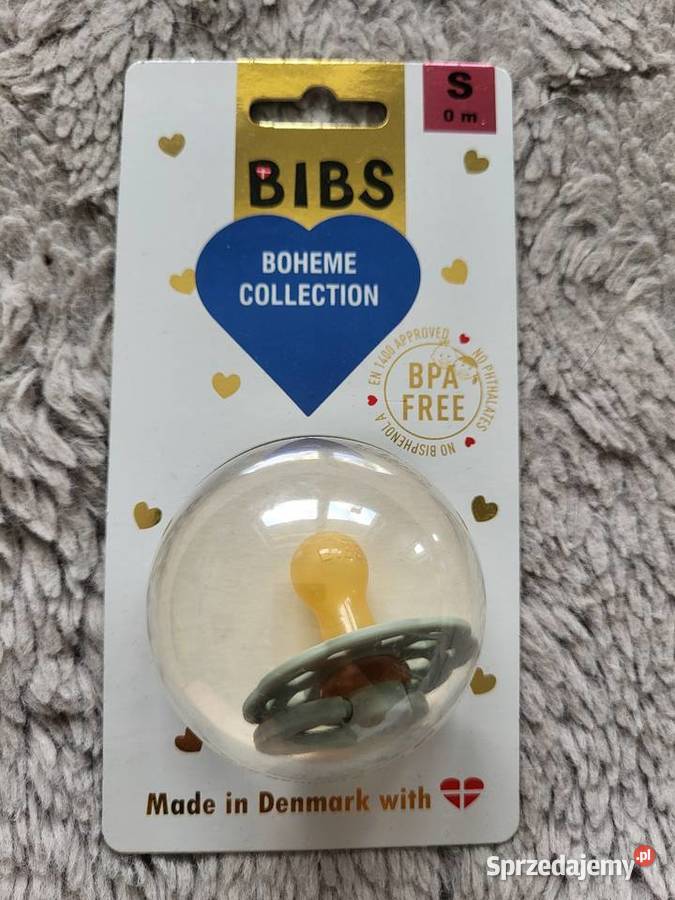 S
0 m
BIBS
BOHEME
COLLECTION
EN 1400 APPROVED
NO PHTHALATES
NO BISPHENOL A
BPA
FREE
Made in Denmark with
Sprzedajemy.pl